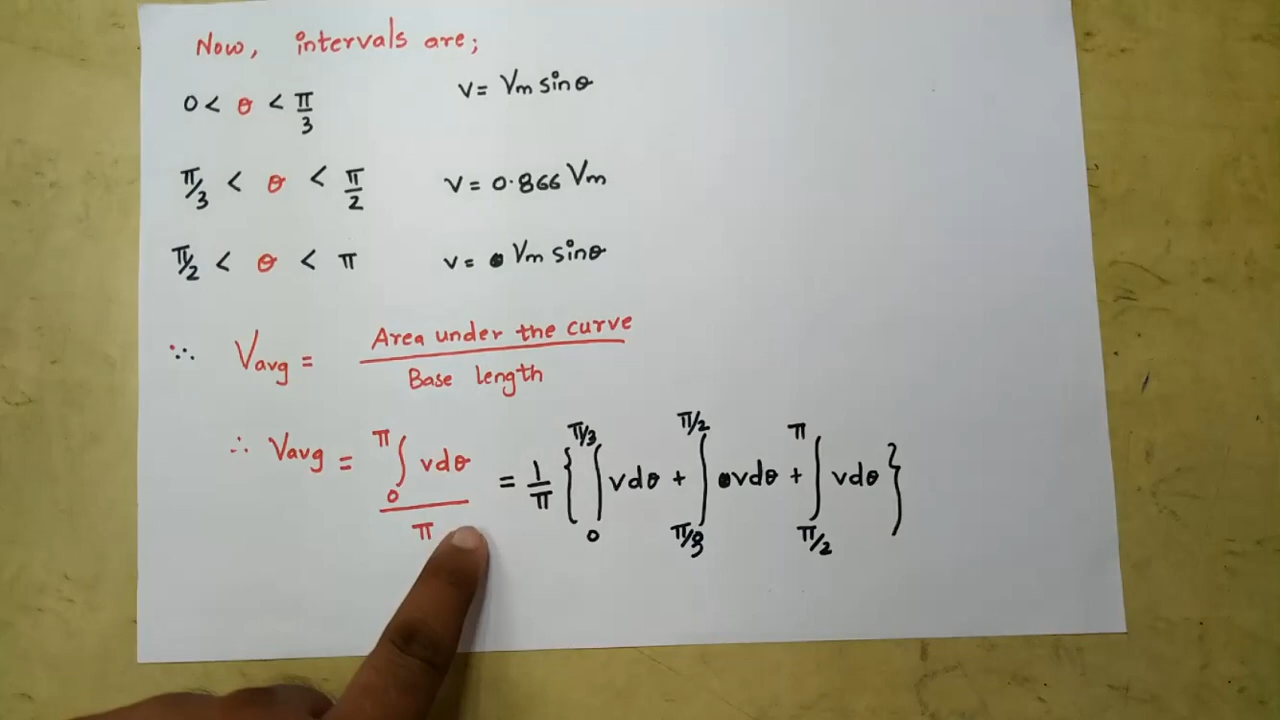 Now, intervals are;
0 < θ < π/3 v = Vm sinθ
π/3 < θ < π/2 v = 0.866 Vm
π/2 < θ < π v = Vm sinθ
∵ Vavg = Area under the curve / Base length
∴ Vavg = ∫₀^π vdθ / π = 1/π { ∫₀^π/3 vdθ + ∫π/3^π/2 vdθ + ∫π/2^π vdθ }